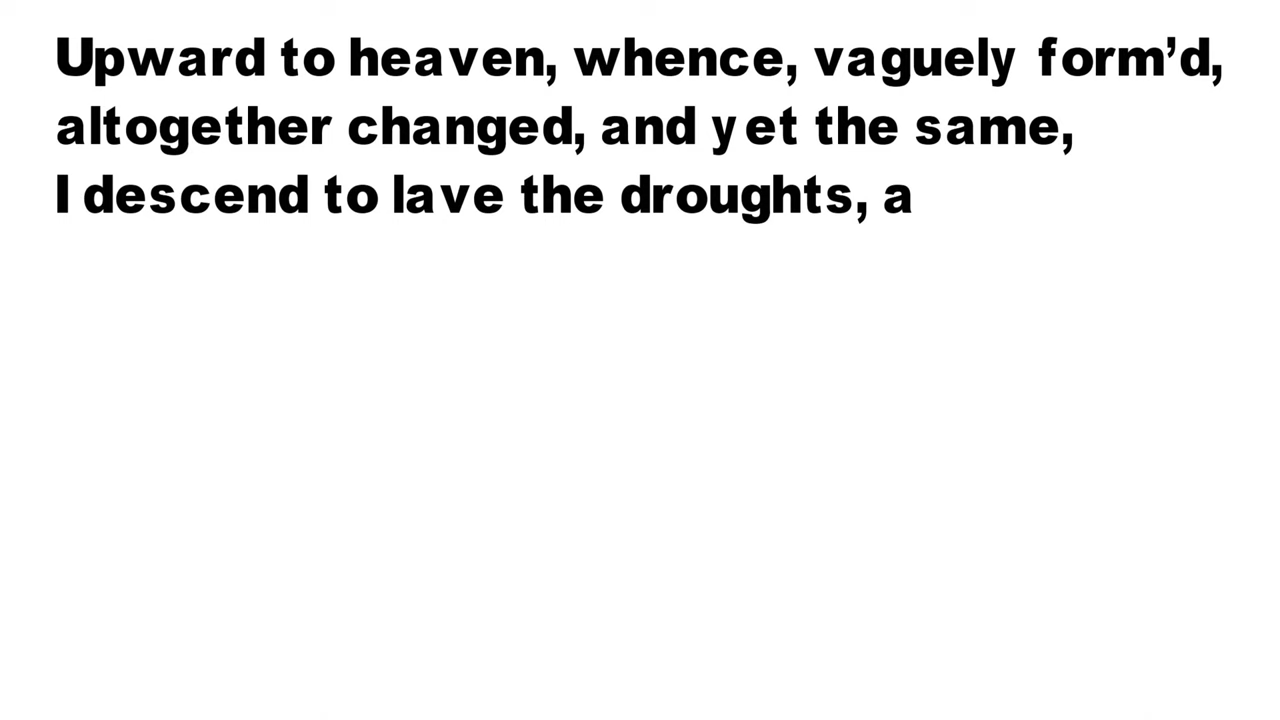 Upward to heaven, whence, vaguely form’d,
altogether changed, and yet the same,
I descend to lave the droughts, a